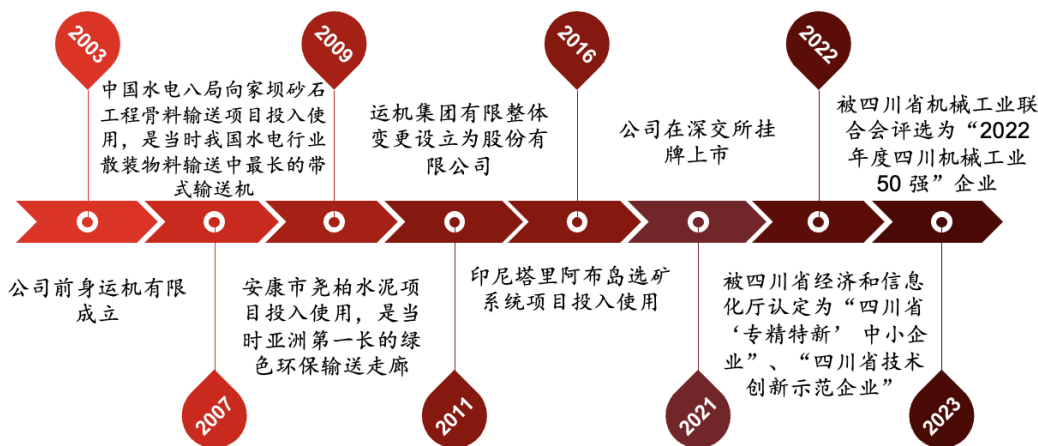 2003
2009
2016
2022
中国水电八局向家坝砂石
工程骨料输送项目投入使
用，是当时我国水电行业
散装物料输送中最长的带
式输送机
运机集团有限整体
变更设立为股份有
限公司
公司在深交所挂
牌上市
被四川省机械工业联
合会评选为“2022
年度四川机械工业
50 强”企业
公司前身运机有限
成立
安康市尧柏水泥项
目投入使用，是当
时亚洲第一长的绿
色环保输送走廊
印尼塔里阿布岛选矿
系统项目投入使用
被四川省经济和信息
化厅认定为“四川省
‘专精特新’ 中小企
业”、“四川省技术
创新示范企业”
2007
2011
2021
2023